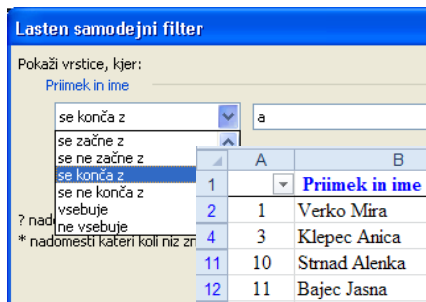 Lasten samodejni filter
Pokaži vrstice, kjer:
Priimek in ime
se konča z a
se začne z
se ne začne z
se konča z
se ne konča z
vsebuje
ne vsebuje
? nad
* nadomesti kateri koli niz
A B
1 Priimek in ime
2 1 Verko Mira
4 3 Klepec Anica
11 10 Strnad Alenka
12 11 Bajec Jasna